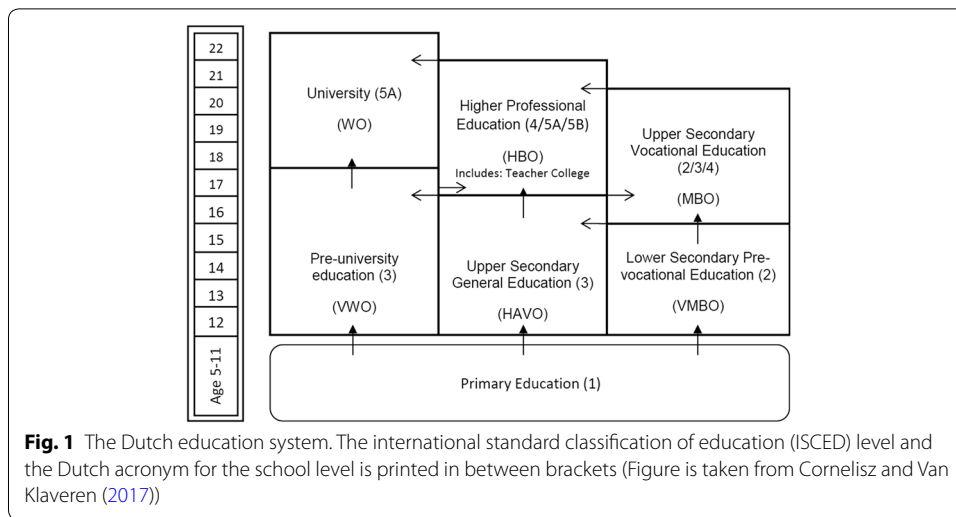 22
21
20
19
18
17
16
15
14
13
12
Age 5-11
University (5A)
(WO)
Higher Professional
Education (4/5A/5B)
(HBO)
Includes: Teacher College
Upper Secondary
Vocational Education
(2/3/4)
(MBO)
Pre-university
education (3)
(VWO)
Upper Secondary
General Education (3)
(HAVO)
Lower Secondary Pre-
vocational Education (2)
(VMBO)
Primary Education (1)
Fig. 1 The Dutch education system. The international standard classification of education (ISCED) level and
the Dutch acronym for the school level is printed in between brackets (Figure is taken from Cornelisz and Van
Klaveren (2017))